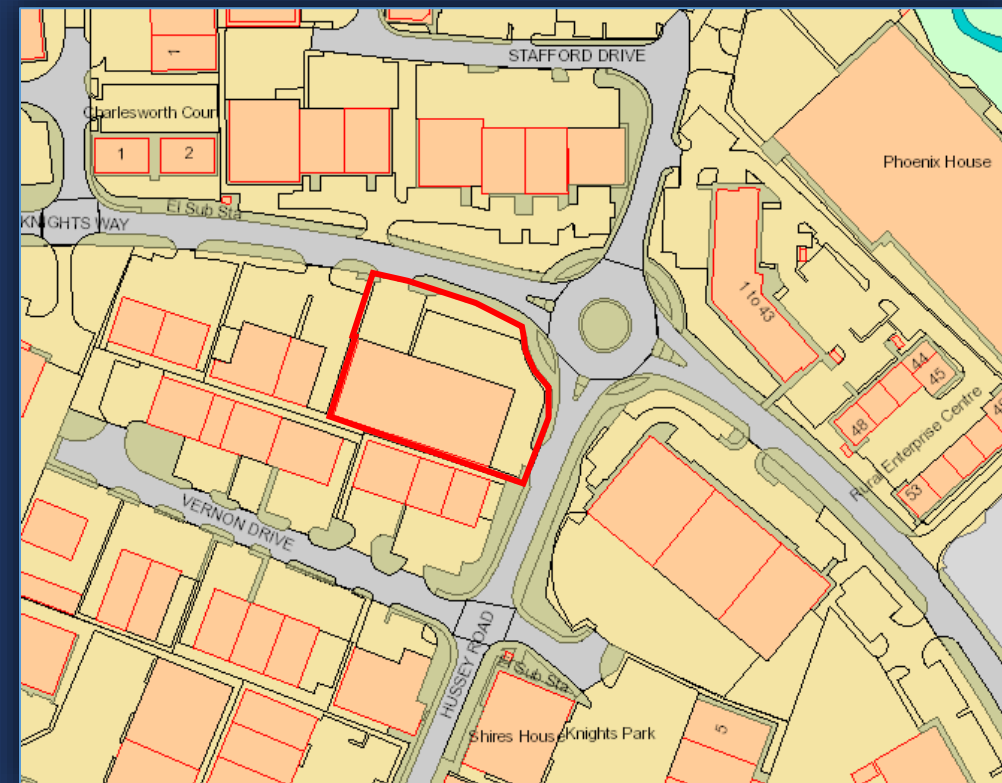 STAFFORD DRIVE
1
Charlesworth Court
1
2
Phoenix House
El Sub Sta
KNIGHTS WAY
1 to 43
44
45
48
Rural Enterprise Centre
53
VERNON DRIVE
HUSSEY ROAD
El Sub Sta
Shires House
Knights Park
5